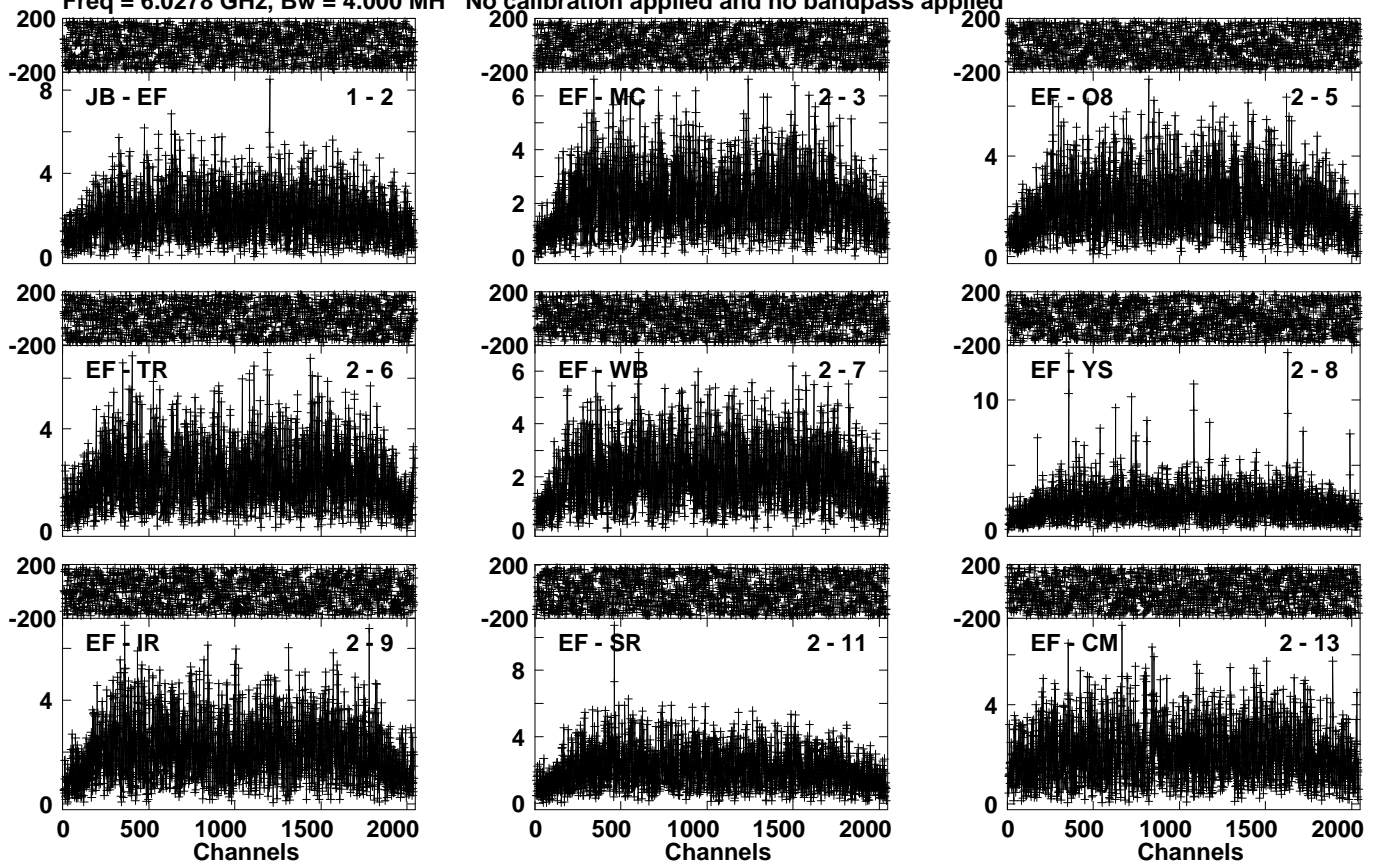 Freq = 6.0278 GHz, Bw = 4.000 MH No calibration applied and no bandpass applied
200 200 200
-200 -200 -200
JB - EF 1 - 2 EF - MC 2 - 3 EF - O8 2 - 5
8 6
4 4 4
2
0 0 0
200 200 200
-200 -200 -200
EF - TR 2 - 6 EF - WB 2 - 7 EF - YS 2 - 8
6 10
4 4
2
0 0 0
200 200 200
-200 -200 -200
EF - IR 2 - 9 EF - SR 2 - 11 EF - CM 2 - 13
8
4 4 4
0 0 0
0 500 1000 1500 2000 0 500 1000 1500 2000 0 500 1000 1500 2000
Channels Channels Channels